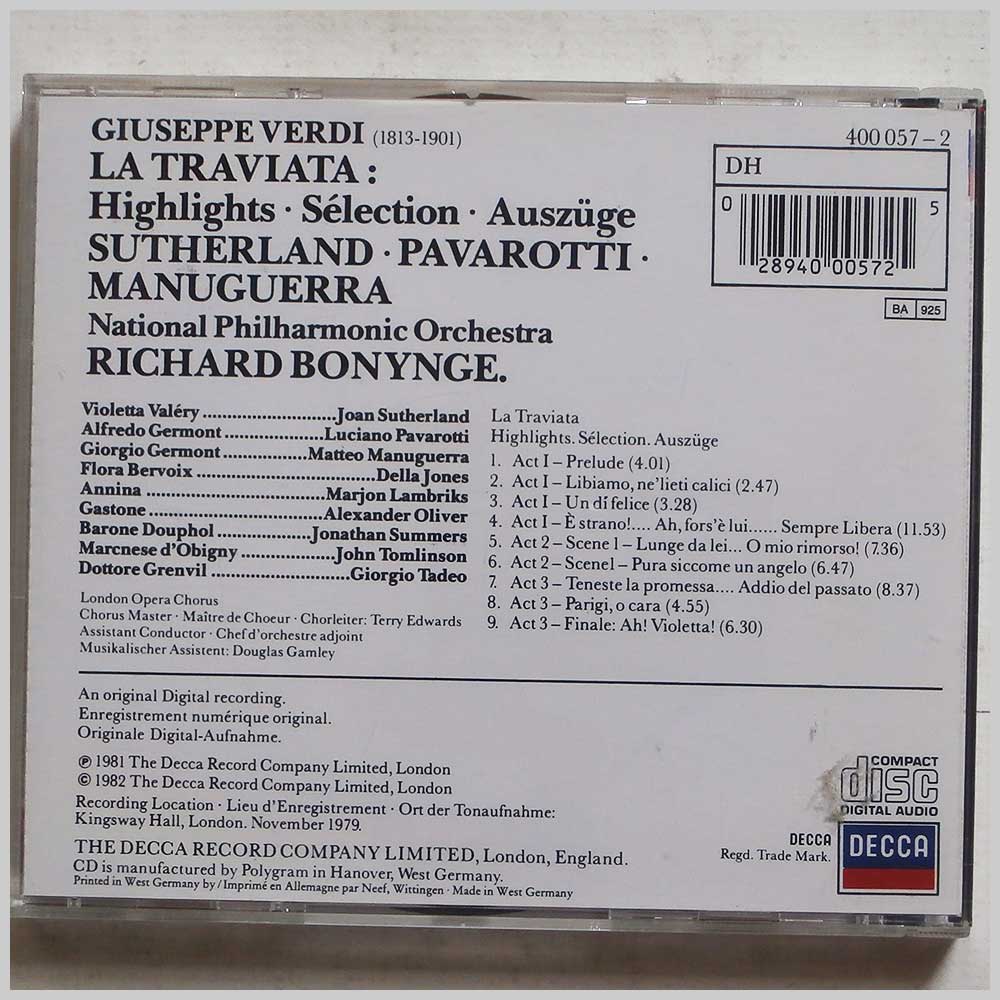 GIUSEPPE VERDI (1813-1901)
LA TRAVIATA :
Highlights · Sélection · Auszüge
SUTHERLAND · PAVAROTTI ·
MANUGUERRA
National Philharmonic Orchestra
RICHARD BONYNGE.
400 057–2
DH
0 28940 00572 5
BA 925
Violetta Valéry ..........................Joan Sutherland
Alfredo Germont ...................Luciano Pavarotti
Giorgio Germont................Matteo Manuguerra
Flora Bervoix ...................................Della Jones
Annina ..................................Marjon Lambriks
Gastone..................................Alexander Oliver
Barone Douphol ..................Jonathan Summers
Marcnese d'Obigny ..................John Tomlinson
Dottore Grenvil ...........................Giorgio Tadeo
London Opera Chorus
Chorus Master · Maître de Choeur · Chorleiter: Terry Edwards
Assistant Conductor · Chef d'orchestre adjoint
Musikalischer Assistent: Douglas Gamley
La Traviata
Highlights. Sélection. Auszüge
1. Act I – Prelude (4.01)
2. Act I – Libiamo, ne'lieti calici (2.47)
3. Act I – Un dí felice (3.28)
4. Act I – È strano!.... Ah, fors'è lui...... Sempre Libera (11.53)
5. Act 2 – Scene 1 – Lunge da lei... O mio rimorso! (7.36)
6. Act 2 – Scene1 – Pura siccome un angelo (6.47)
7. Act 3 – Teneste la promessa.... Addio del passato (8.37)
8. Act 3 – Parigi, o cara (4.55)
9. Act 3 – Finale: Ah! Violetta! (6.30)
An original Digital recording.
Enregistrement numérique original.
Originale Digital-Aufnahme.
℗ 1981 The Decca Record Company Limited, London
© 1982 The Decca Record Company Limited, London
Recording Location · Lieu d'Enregistrement · Ort der Tonaufnahme:
Kingsway Hall, London. November 1979.
THE DECCA RECORD COMPANY LIMITED, London, England.
CD is manufactured by Polygram in Hanover, West Germany.
Printed in West Germany by / Imprimé en Allemagne par Neef, Wittingen · Made in West Germany
COMPACT
disc
DIGITAL AUDIO
DECCA
Regd. Trade Mark.
DECCA